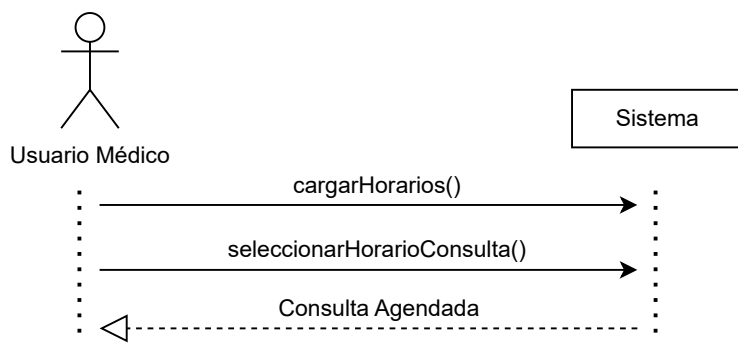 Sistema
Usuario Médico
cargarHorarios()
seleccionarHorarioConsulta()
Consulta Agendada